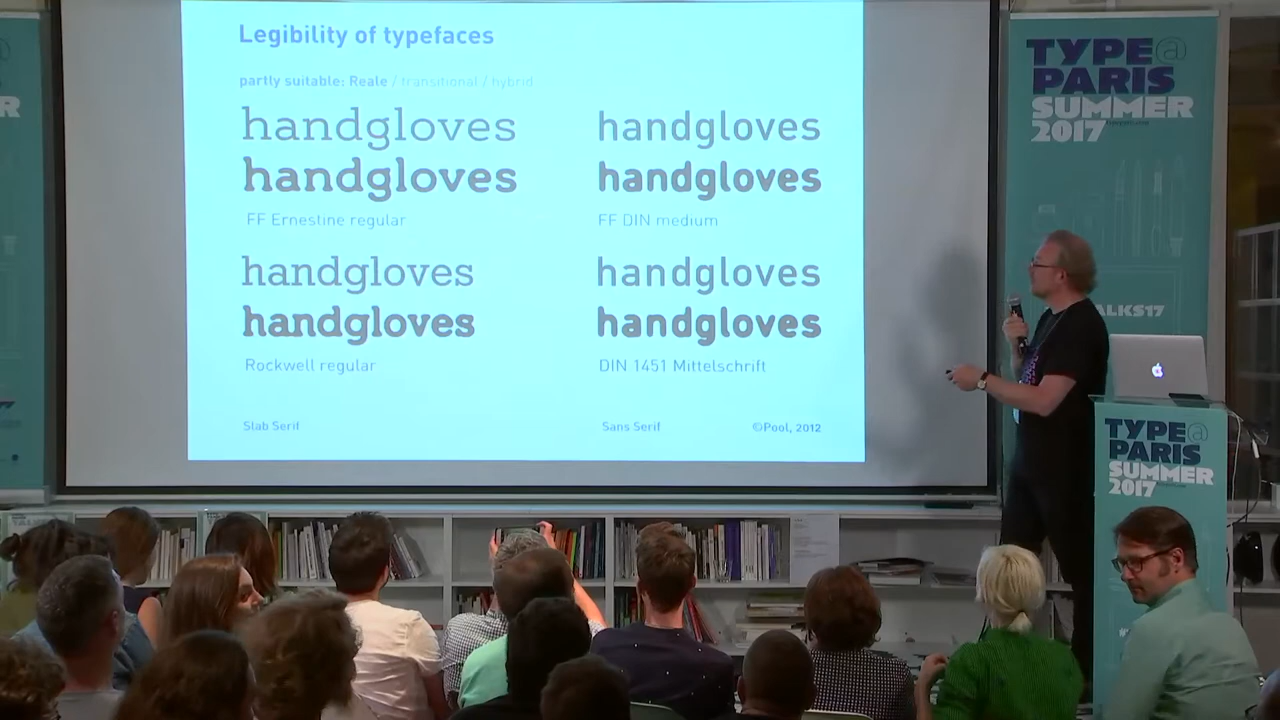 Legibility of typefaces
partly suitable: Reale / transitional / hybrid
handgloves
handgloves
FF Ernestine regular
handgloves
handgloves
FF DIN medium
handgloves
handgloves
Rockwell regular
handgloves
handgloves
DIN 1451 Mittelschrift
Slab Serif
Sans Serif
©Pool, 2012
TYPE@
PARIS
SUMMER
2017
ALKS17
TYPE@
PARIS
SUMMER
2017
R